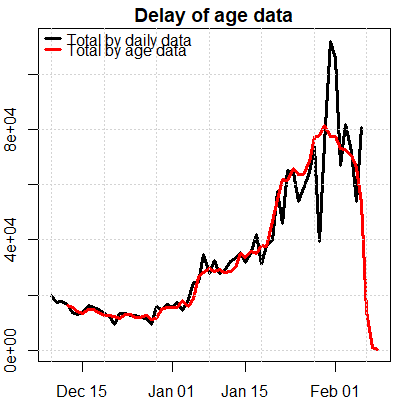 Delay of age data
Total by daily data
Total by age data
8e+04
4e+04
0e+00
Dec 15 Jan 01 Jan 15 Feb 01